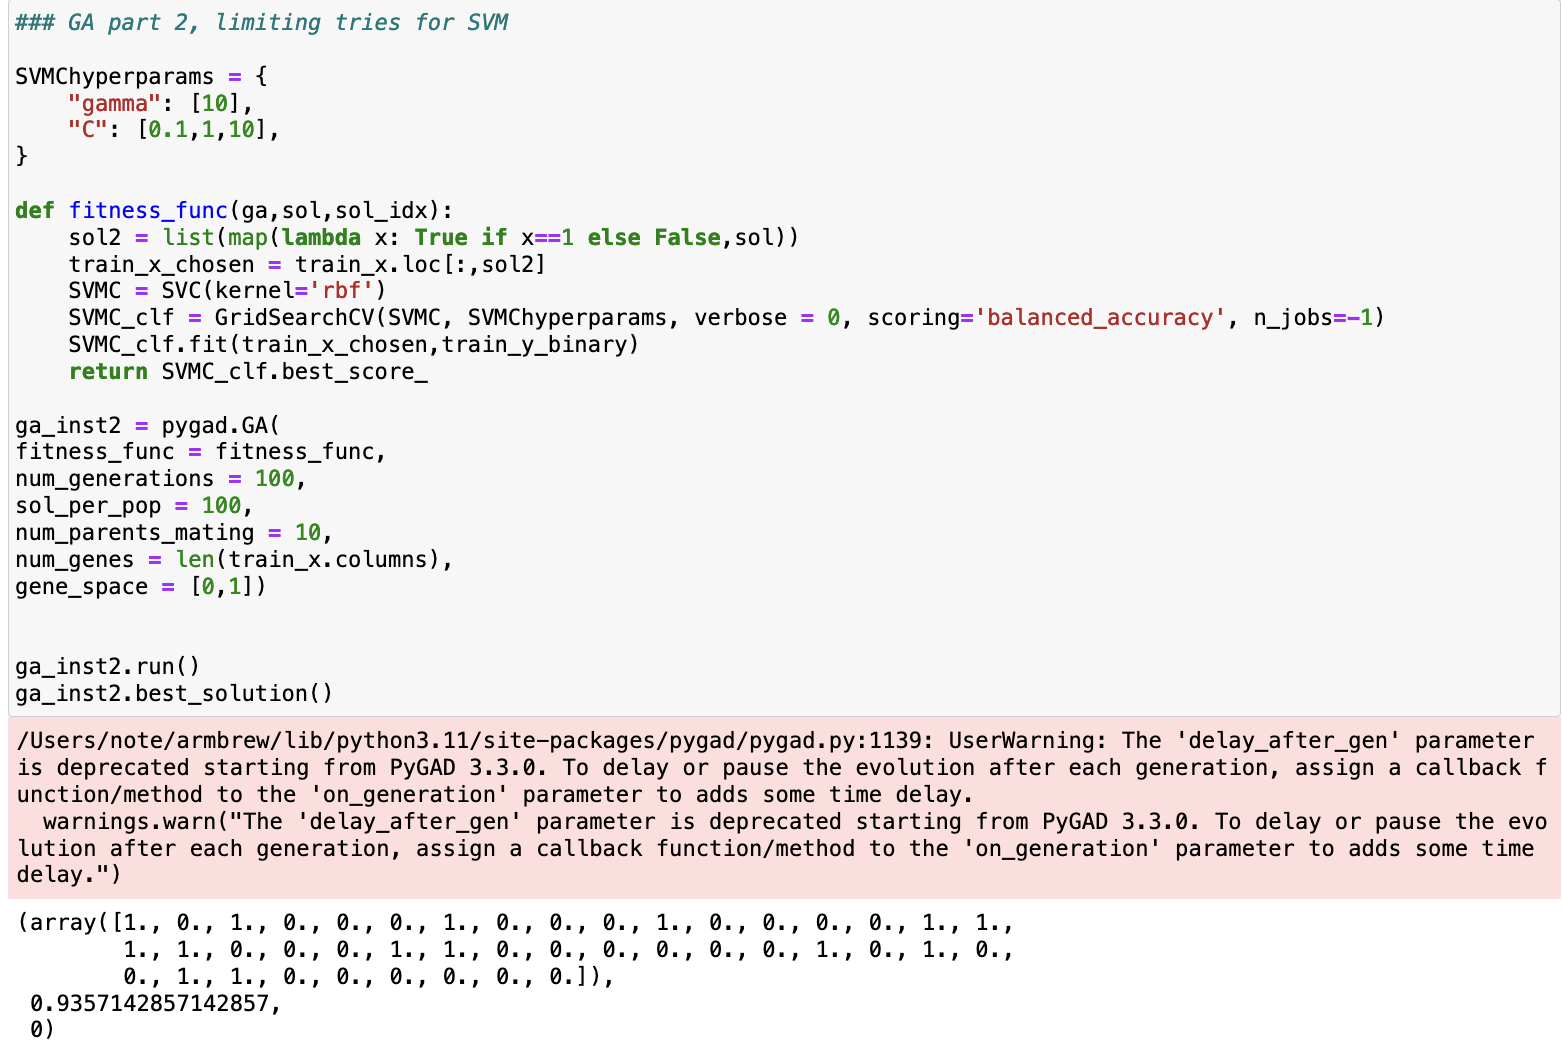 ### GA part 2, limiting tries for SVM
SVMChyperparams = {
    "gamma": [10],
    "C": [0.1,1,10],
}
def fitness_func(ga,sol,sol_idx):
    sol2 = list(map(lambda x: True if x==1 else False,sol))
    train_x_chosen = train_x.loc[:,sol2]
    SVMC = SVC(kernel='rbf')
    SVMC_clf = GridSearchCV(SVMC, SVMChyperparams, verbose = 0, scoring='balanced_accuracy', n_jobs=-1)
    SVMC_clf.fit(train_x_chosen,train_y_binary)
    return SVMC_clf.best_score_
ga_inst2 = pygad.GA(
fitness_func = fitness_func,
num_generations = 100,
sol_per_pop = 100,
num_parents_mating = 10,
num_genes = len(train_x.columns),
gene_space = [0,1])
ga_inst2.run()
ga_inst2.best_solution()
/Users/note/armbrew/lib/python3.11/site-packages/pygad/pygad.py:1139: UserWarning: The 'delay_after_gen' parameter
is deprecated starting from PyGAD 3.3.0. To delay or pause the evolution after each generation, assign a callback f
unction/method to the 'on_generation' parameter to adds some time delay.
  warnings.warn("The 'delay_after_gen' parameter is deprecated starting from PyGAD 3.3.0. To delay or pause the evo
lution after each generation, assign a callback function/method to the 'on_generation' parameter to adds some time
delay.")
(array([1., 0., 1., 0., 0., 0., 1., 0., 0., 0., 1., 0., 0., 0., 0., 1., 1.,
        1., 1., 0., 0., 0., 1., 1., 0., 0., 0., 0., 0., 0., 1., 0., 1., 0.,
        0., 1., 1., 0., 0., 0., 0., 0., 0.]),
 0.9357142857142857,
 0)